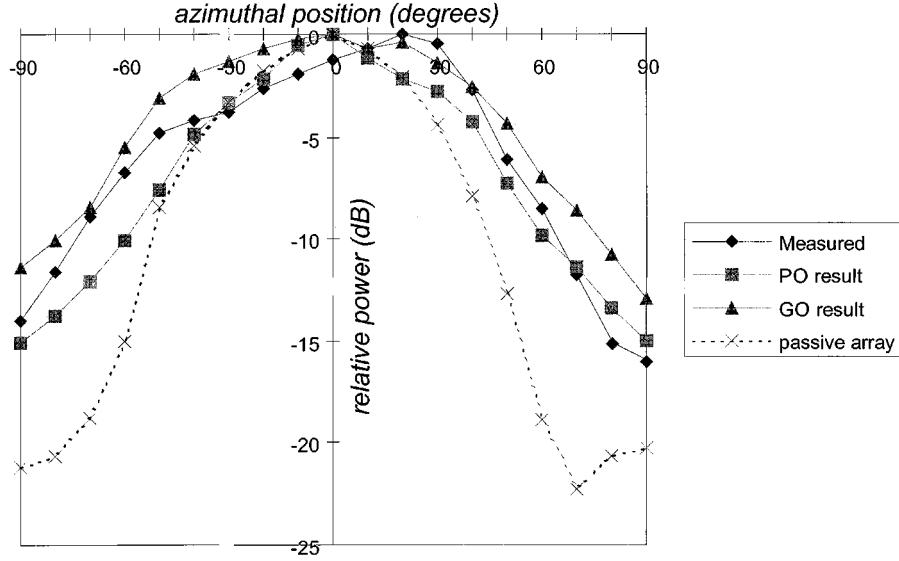 azimuthal position (degrees)
-90
-60
-30
0
0
30
60
90
-5
-10
-15
-20
-25
relative power (dB)
Measured
PO result
GO result
passive array